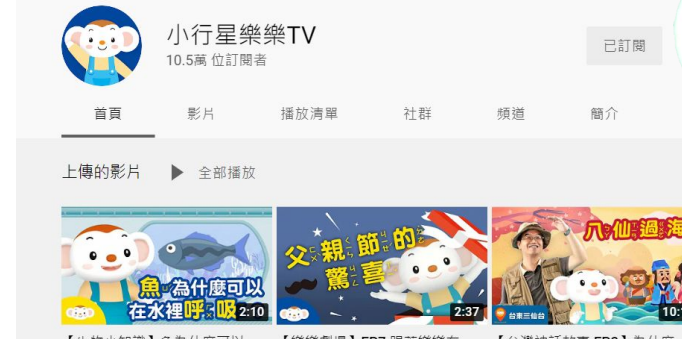 小行星樂樂TV
10.5萬 位訂閱者
已訂閱
首頁 影片 播放清單 社群 頻道 簡介
上傳的影片 ▶ 全部播放
魚為什麼可以
在水裡呼吸
2:10
父親節的
驚喜
2:37
八仙過海
台東三仙台
10:1